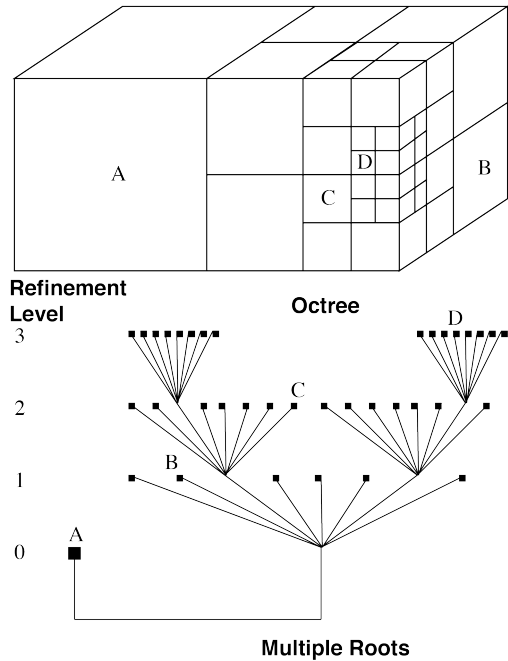 A
B
D
C
Refinement
Level
Octree
3
D
2
C
1
B
0
A
Multiple Roots